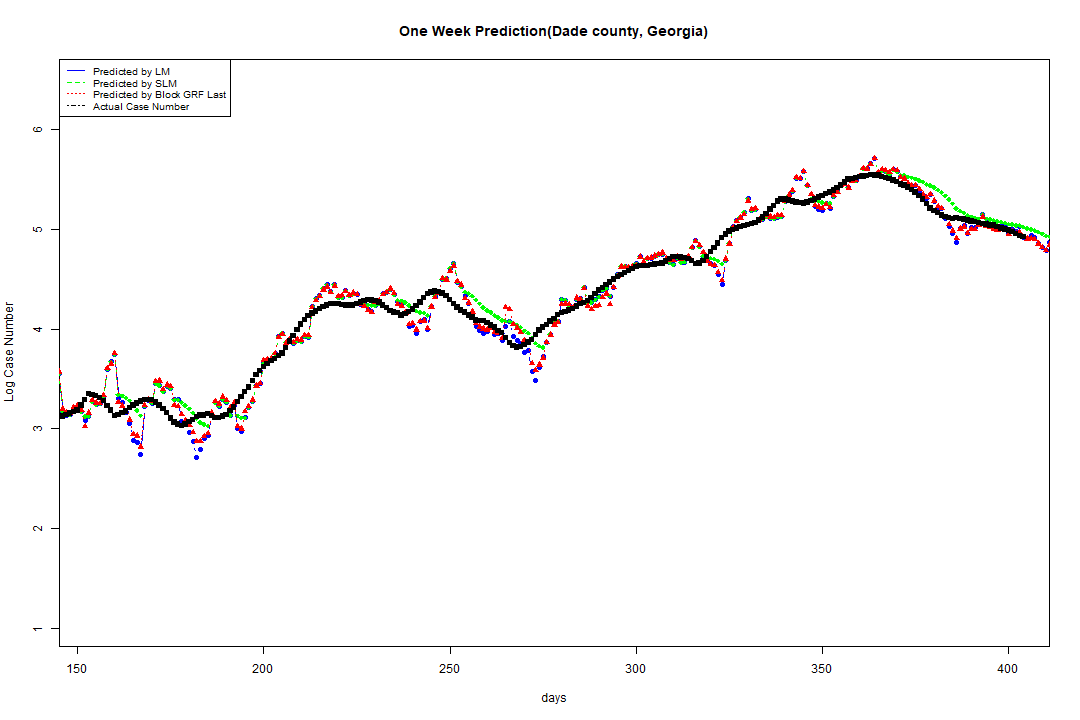 One Week Prediction(Dade county, Georgia)
Predicted by LM
Predicted by SLM
Predicted by Block GRF Last
Actual Case Number
6
5
4
3
2
1
Log Case Number
150 200 250 300 350 400
days